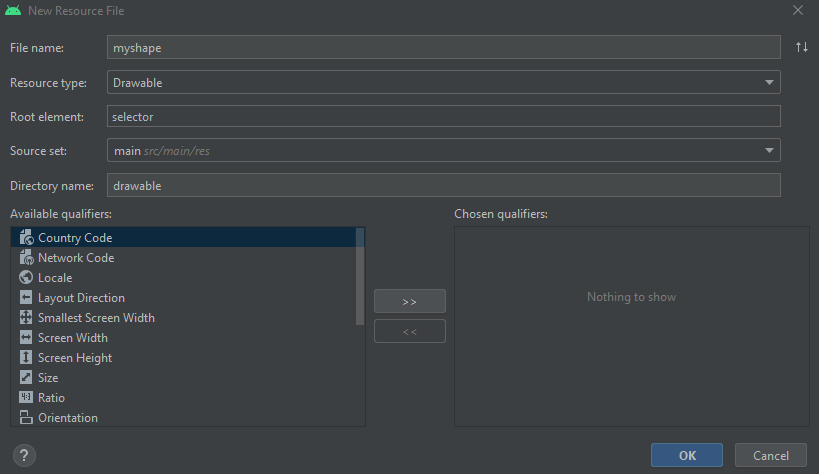 New Resource File
File name: myshape
Resource type: Drawable
Root element: selector
Source set: main src/main/res
Directory name: drawable
Available qualifiers:
Chosen qualifiers:
Country Code
Network Code
Locale
Layout Direction
Smallest Screen Width
Screen Width
Screen Height
Size
Ratio
Orientation
>>
<<
Nothing to show
?
OK
Cancel